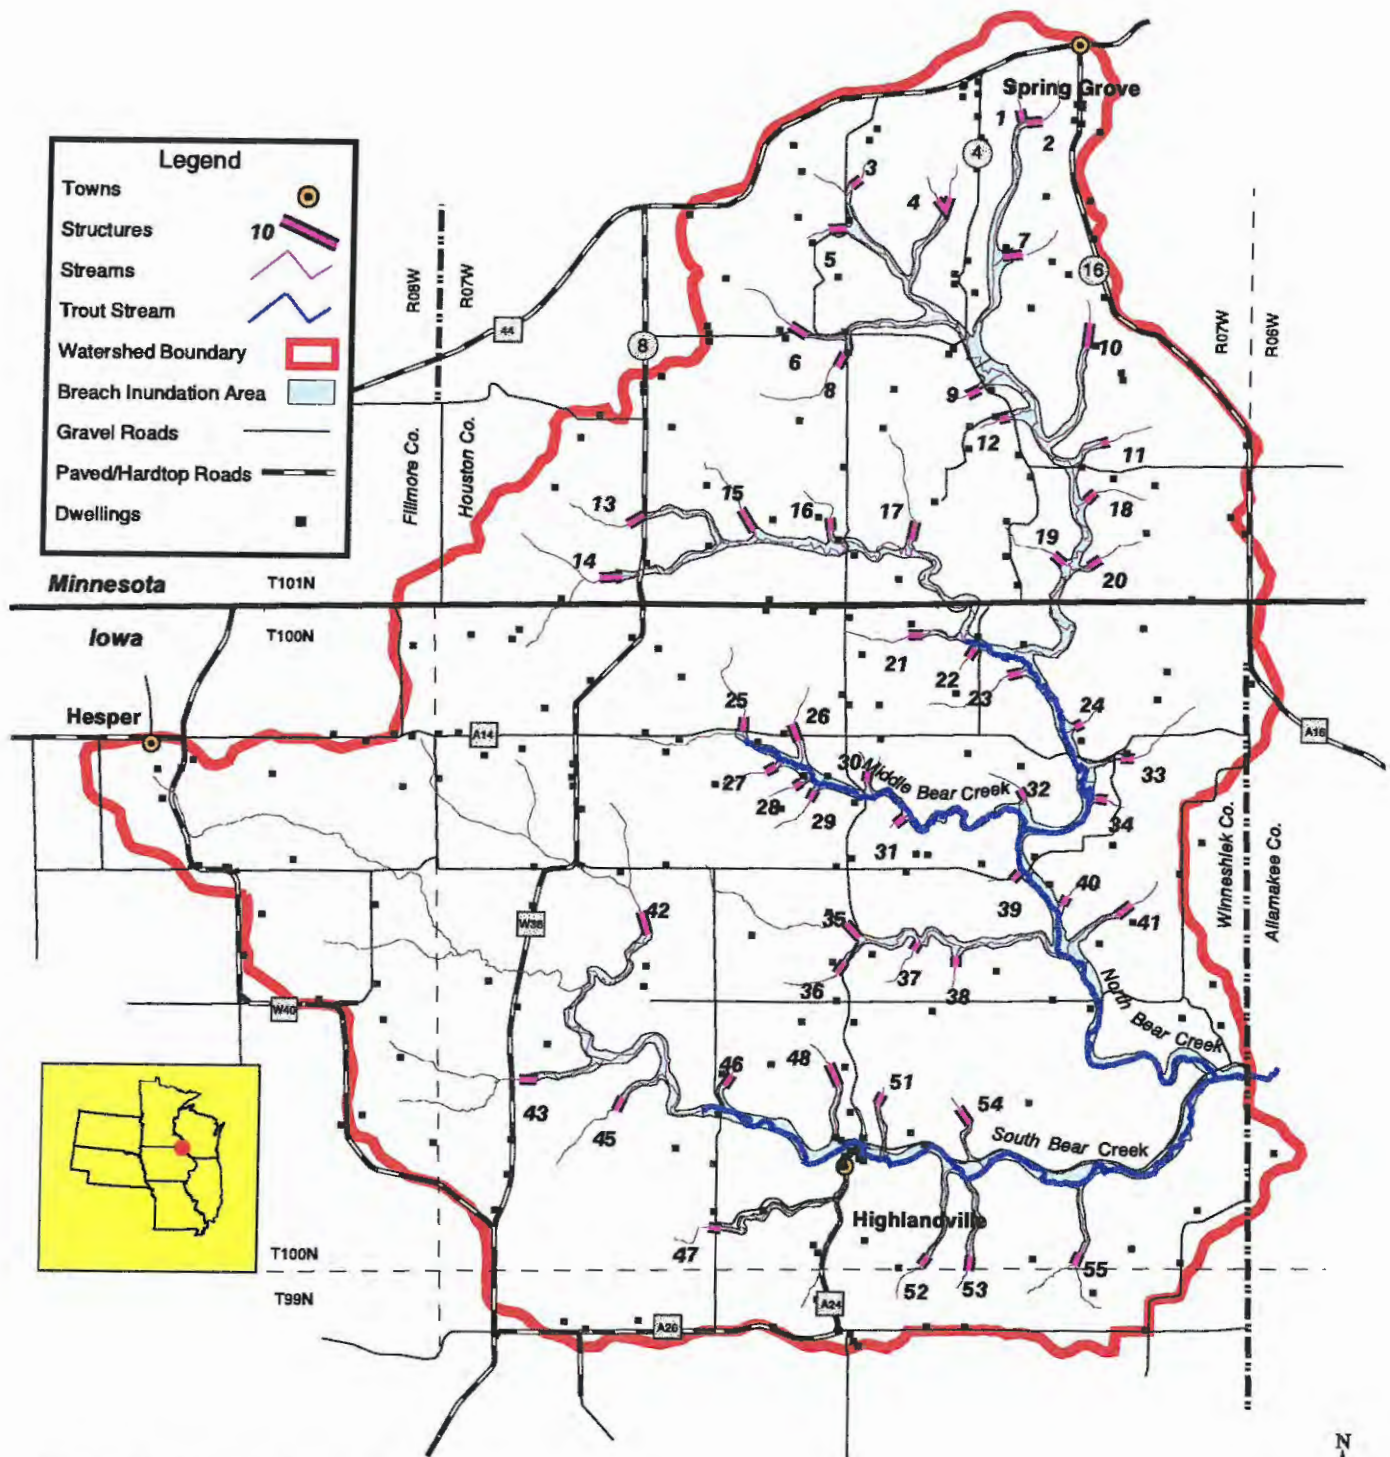 Spring Grove
1
2
Legend
Towns
Structures 10
Streams
Trout Stream
Watershed Boundary
Breach Inundation Area
Gravel Roads
Paved/Hardtop Roads
Dwellings
3
4
4
5
7
16
R08W
R07W
R07W
R06W
44
8
6
8
9
10
12
11
Fillmore Co.
Houston Co.
13
15
16
17
18
14
19
20
Minnesota
T101N
Iowa
T100N
21
22
23
Hesper
A14
25
26
24
A16
27
28
29
30
Middle Bear Creek
32
33
34
31
Winneshiek Co.
Allamakee Co.
42
W38
35
39
40
41
36
37
38
W40
North Bear Creek
46
48
51
54
43
45
South Bear Creek
47
Highlandville
52
53
55
T100N
T99N
A24
A26
N